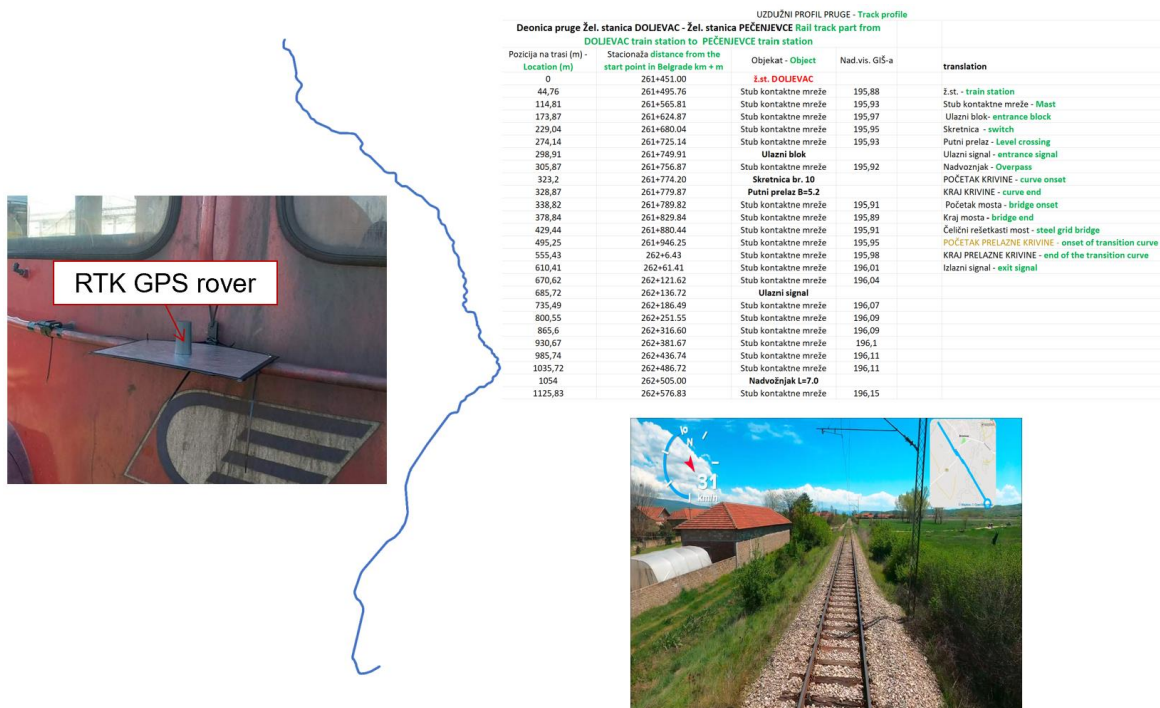 UZDUŽNI PROFIL PRUGE - Track profile
Deonica pruge Žel. stanica DOLJEVAC - Žel. stanica PEČENJEVCE Rail track part from
DOLJEVAC train station to PEČENJEVCE train station
Pozicija na trasi (m) - Location (m) Stacionaža distance from the start point in Belgrade km + m Objekat - Object Nad.vis. GIŠ-a translation
0 261+451.00 ž.st. DOLJEVAC
44,76 261+495.76 Stub kontaktne mreže 195,88 ž.st. - train station
114,81 261+565.81 Stub kontaktne mreže 195,93 Stub kontaktne mreže - Mast
173,87 261+624.87 Stub kontaktne mreže 195,97 Ulazni blok- entrance block
229,04 261+680.04 Stub kontaktne mreže 195,95 Skretnica - switch
274,14 261+725.14 Stub kontaktne mreže 195,93 Putni prelaz - Level crossing
298,91 261+749.91 Ulazni blok Ulazni signal - entrance signal
305,87 261+756.87 Stub kontaktne mreže 195,92 Nadvoznjak - Overpass
323,2 261+774.20 Skretnica br. 10 POČETAK KRIVINE - curve onset
328,87 261+779.87 Putni prelaz B=5.2 KRAJ KRIVINE - curve end
338,82 261+789.82 Stub kontaktne mreže 195,91 Početak mosta - bridge onset
378,84 261+829.84 Stub kontaktne mreže 195,89 Kraj mosta - bridge end
429,44 261+880.44 Stub kontaktne mreže 195,91 Čelični rešetkasti most - steel grid bridge
495,25 261+946.25 Stub kontaktne mreže 195,95 POČETAK PRELAZNE KRIVINE - onset of transition curve
555,43 262+6.43 Stub kontaktne mreže 195,98 KRAJ PRELAZNE KRIVINE - end of the transition curve
610,41 262+61.41 Stub kontaktne mreže 196,01 Izlazni signal - exit signal
670,62 262+121.62 Stub kontaktne mreže 196,04
685,72 262+136.72 Ulazni signal
735,49 262+186.49 Stub kontaktne mreže 196,07
800,55 262+251.55 Stub kontaktne mreže 196,09
865,6 262+316.60 Stub kontaktne mreže 196,09
930,67 262+381.67 Stub kontaktne mreže 196,1
985,74 262+436.74 Stub kontaktne mreže 196,11
1035,72 262+486.72 Stub kontaktne mreže 196,11
1054 262+505.00 Nadvožnjak L=7.0
1125,83 262+576.83 Stub kontaktne mreže 196,15
RTK GPS rover
N
31
km/h